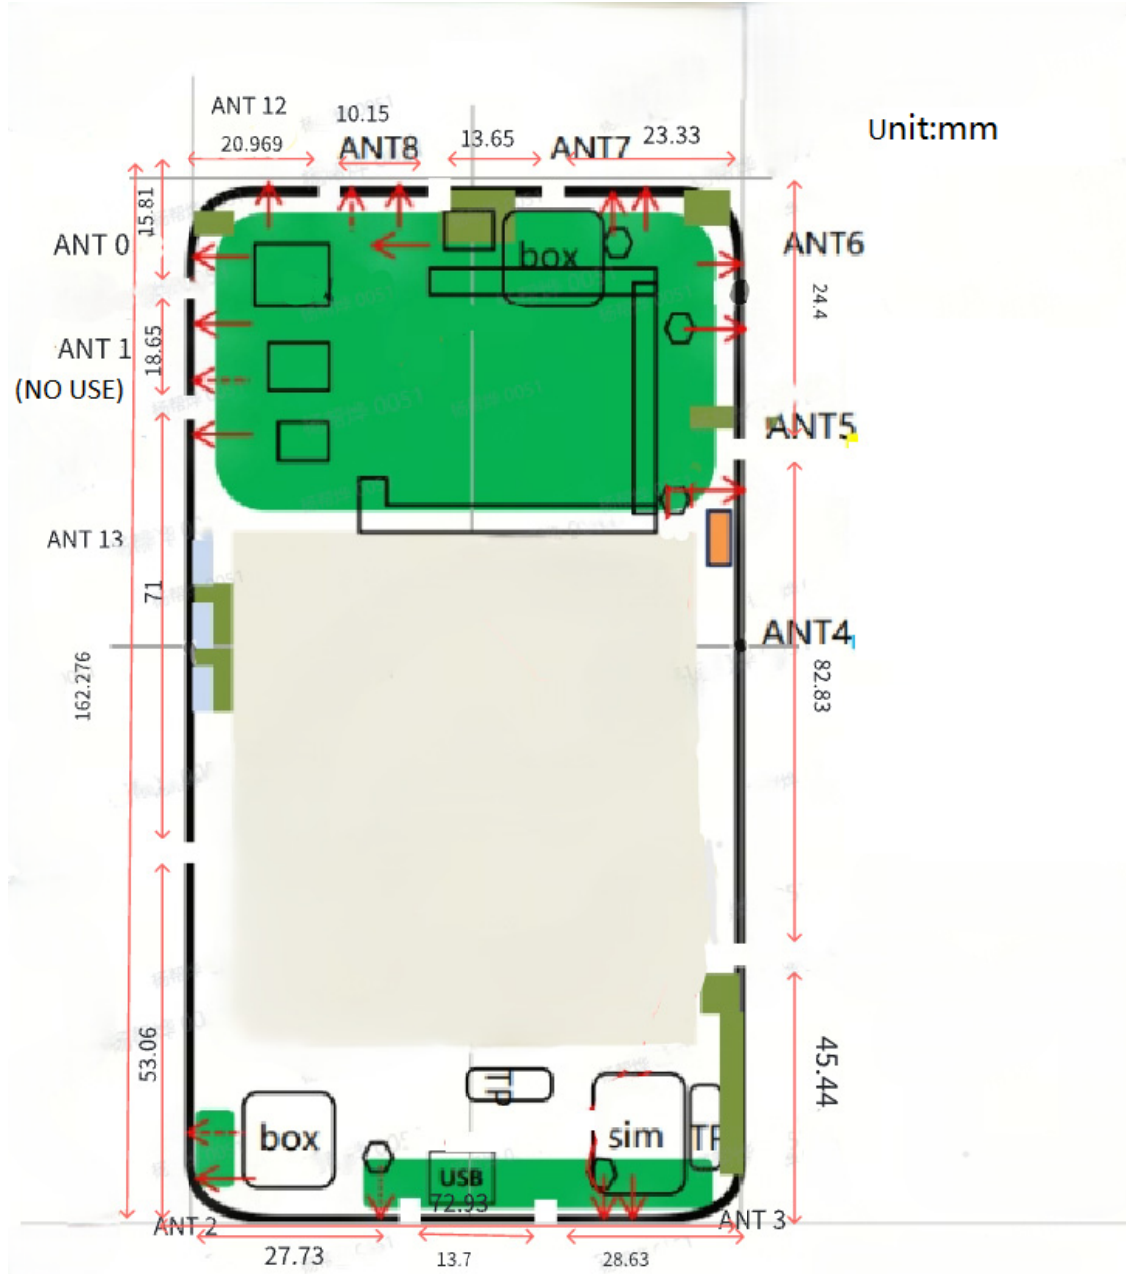 ANT 12
10.15
Unit:mm
20.969
ANT8
13.65
ANT7
23.33
15.81
ANT 0
box
ANT6
24.4
ANT 1
18.65
(NO USE)
ANT5
ANT 13
71
ANT4
162.276
82.83
53.06
45.44
TP
box
sim
USB
72.93
ANT 2
ANT 3
27.73
13.7
28.63